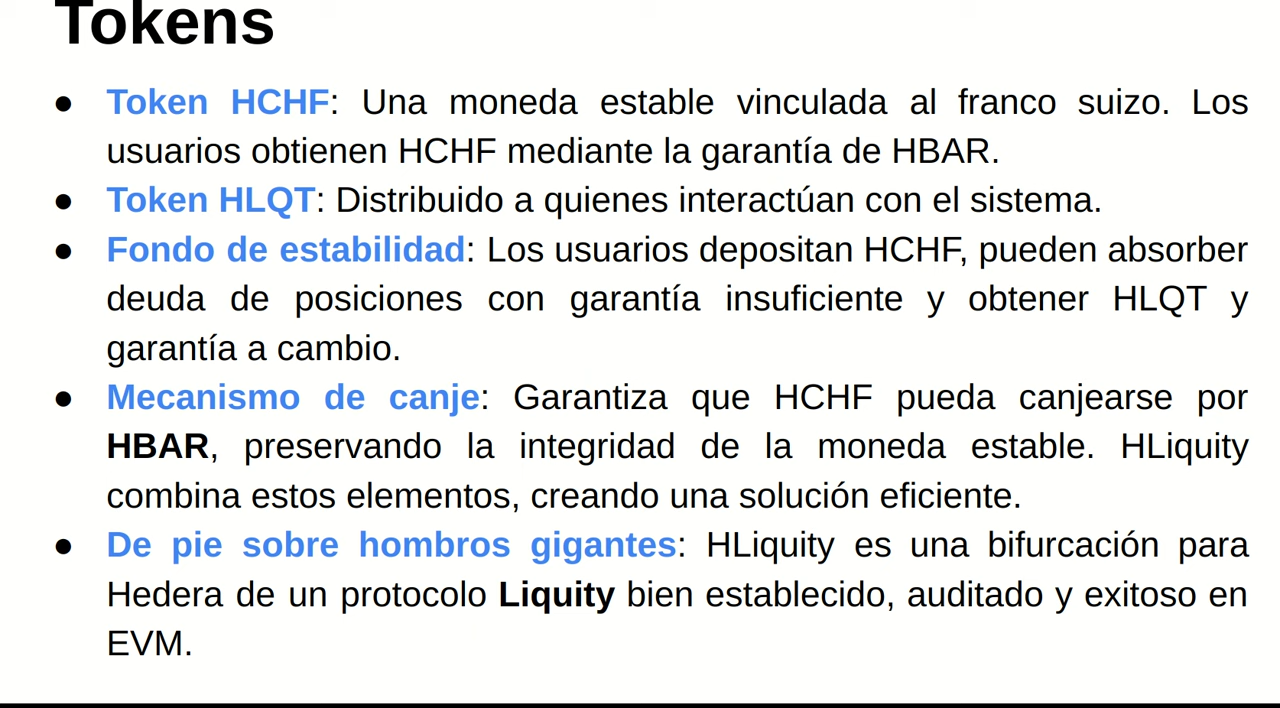 Tokens
● Token HCHF: Una moneda estable vinculada al franco suizo. Los
usuarios obtienen HCHF mediante la garantía de HBAR.
● Token HLQT: Distribuido a quienes interactúan con el sistema.
● Fondo de estabilidad: Los usuarios depositan HCHF, pueden absorber
deuda de posiciones con garantía insuficiente y obtener HLQT y
garantía a cambio.
● Mecanismo de canje: Garantiza que HCHF pueda canjearse por
HBAR, preservando la integridad de la moneda estable. HLiquity
combina estos elementos, creando una solución eficiente.
● De pie sobre hombros gigantes: HLiquity es una bifurcación para
Hedera de un protocolo Liquity bien establecido, auditado y exitoso en
EVM.